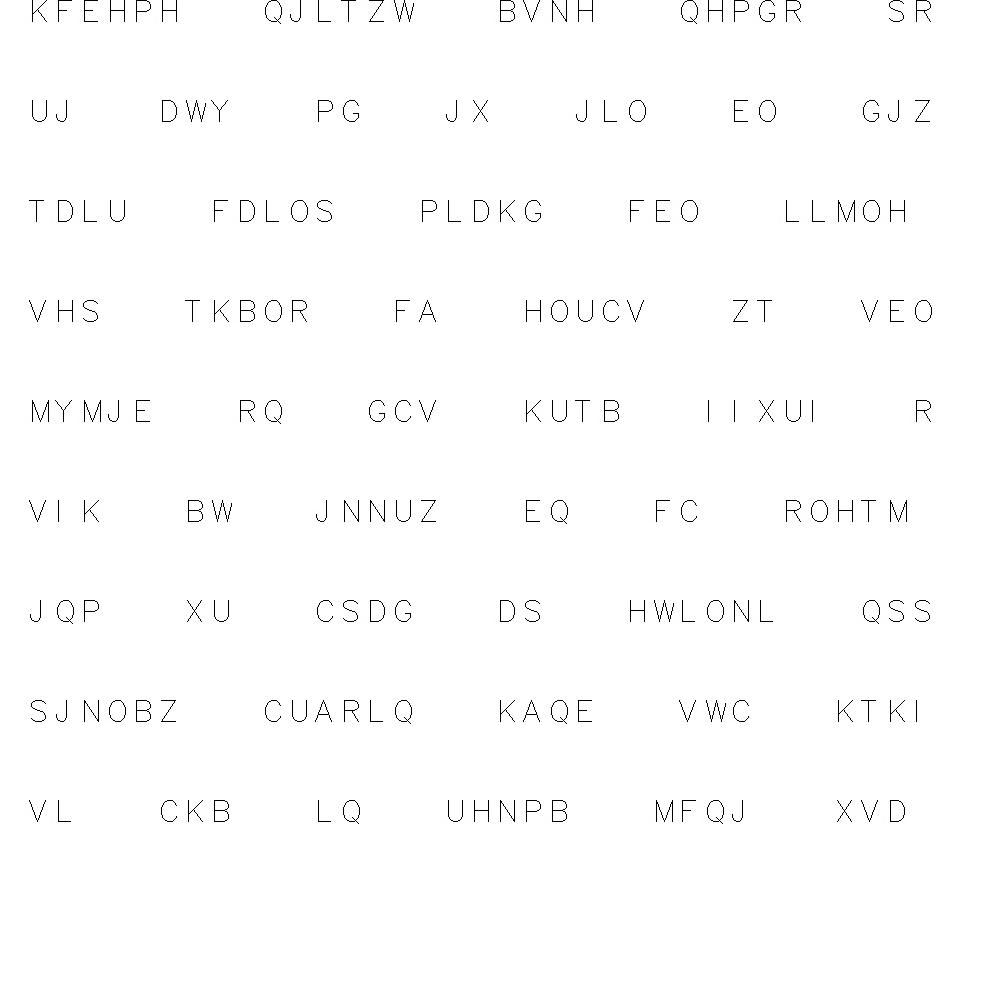 KFEHPH QJLTZW BVNH QHPGR SR
UJ DWY PG JX JLO EO GJZ
TDLU FDLOS PLDKG FEO LLMOH
VHS TKBOR FA HOUCV ZT VEO
MYMJE RQ GCV KUTB IIXUI R
VIK BW JNNUZ EQ FC ROHTM
JQP XU CSDG DS HWLONL QSS
SJNOBZ CUARLQ KAQE VWC KTKI
VL CKB LQ UHNPB MFQJ XVD